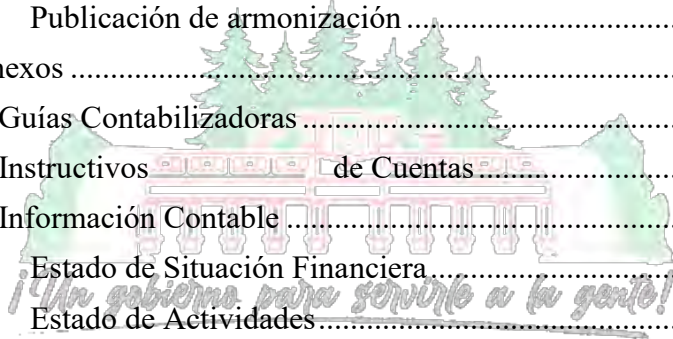 Publicación de armonización
nexos
Guías Contabilizadoras
Instructivos de Cuentas
Información Contable
Estado de Situación Financiera
¡Un gobierno para servirle a la gente!
Estado de Actividades